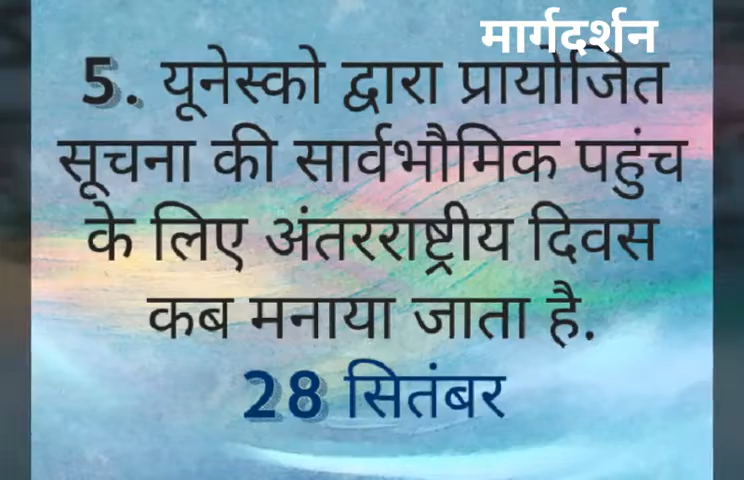 मार्गदर्शन
5. यूनेस्को द्वारा प्रायोजित
सूचना की सार्वभौमिक पहुंच
के लिए अंतरराष्ट्रीय दिवस
कब मनाया जाता है.
28 सितंबर